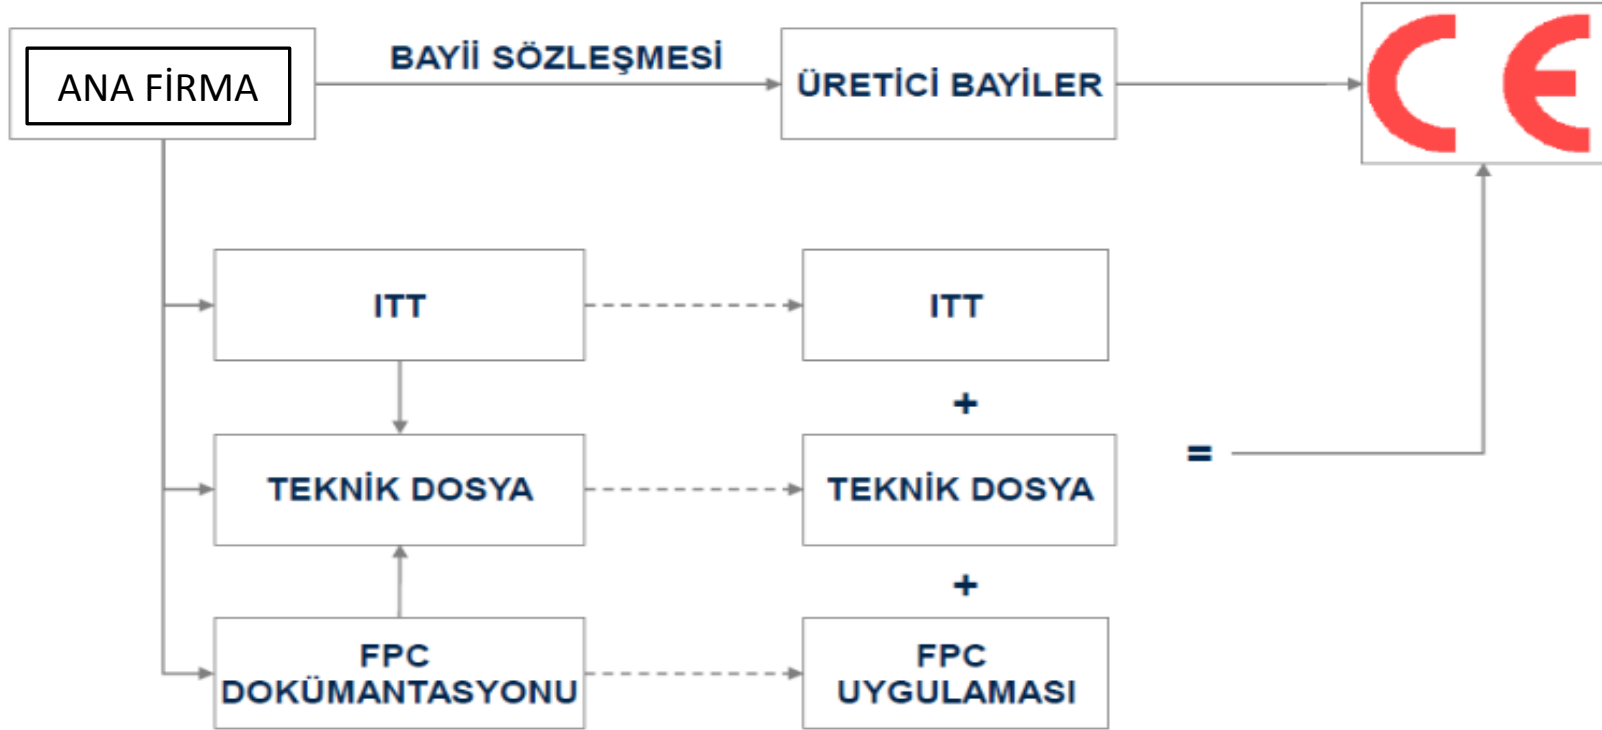 ANA FİRMA
BAYİİ SÖZLEŞMESİ
ÜRETİCİ BAYİLER
CE
ITT
ITT
+
TEKNİK DOSYA
TEKNİK DOSYA
=
+
FPC
DOKÜMANTASYONU
FPC
UYGULAMASI